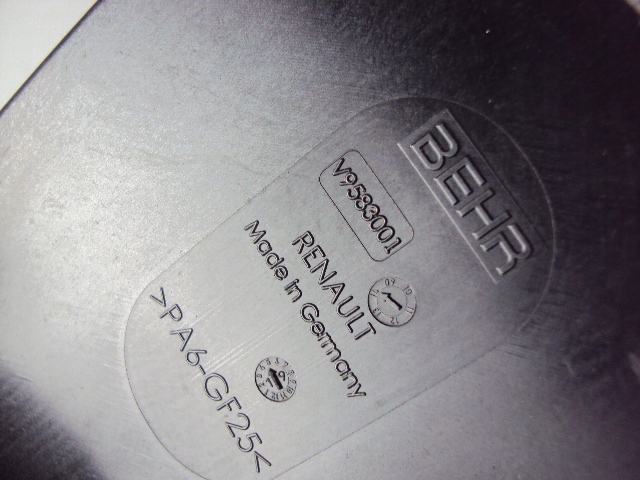 BEHR
V9583001
RENAULT
Made in Germany
>PA6-GF25<